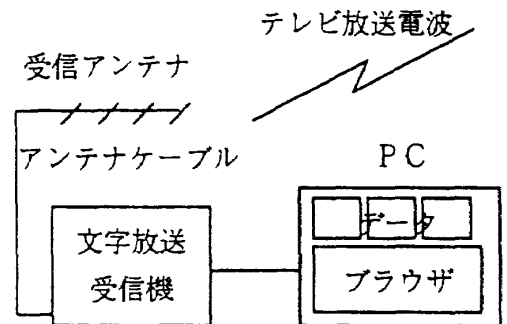 テレビ放送電波
受信アンテナ
アンテナケーブル
PC
データ
文字放送
受信機
ブラウザ